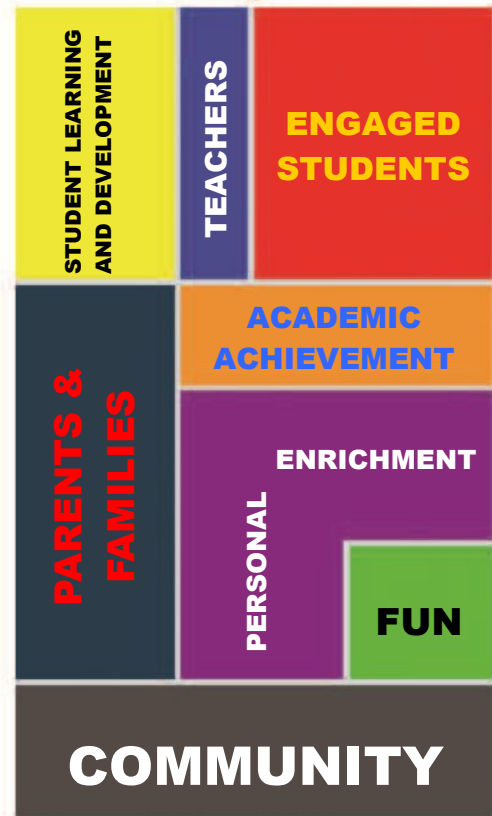 STUDENT LEARNING
AND DEVELOPMENT
TEACHERS
ENGAGED
STUDENTS
PARENTS &
FAMILIES
ACADEMIC
ACHIEVEMENT
PERSONAL
ENRICHMENT
FUN
COMMUNITY